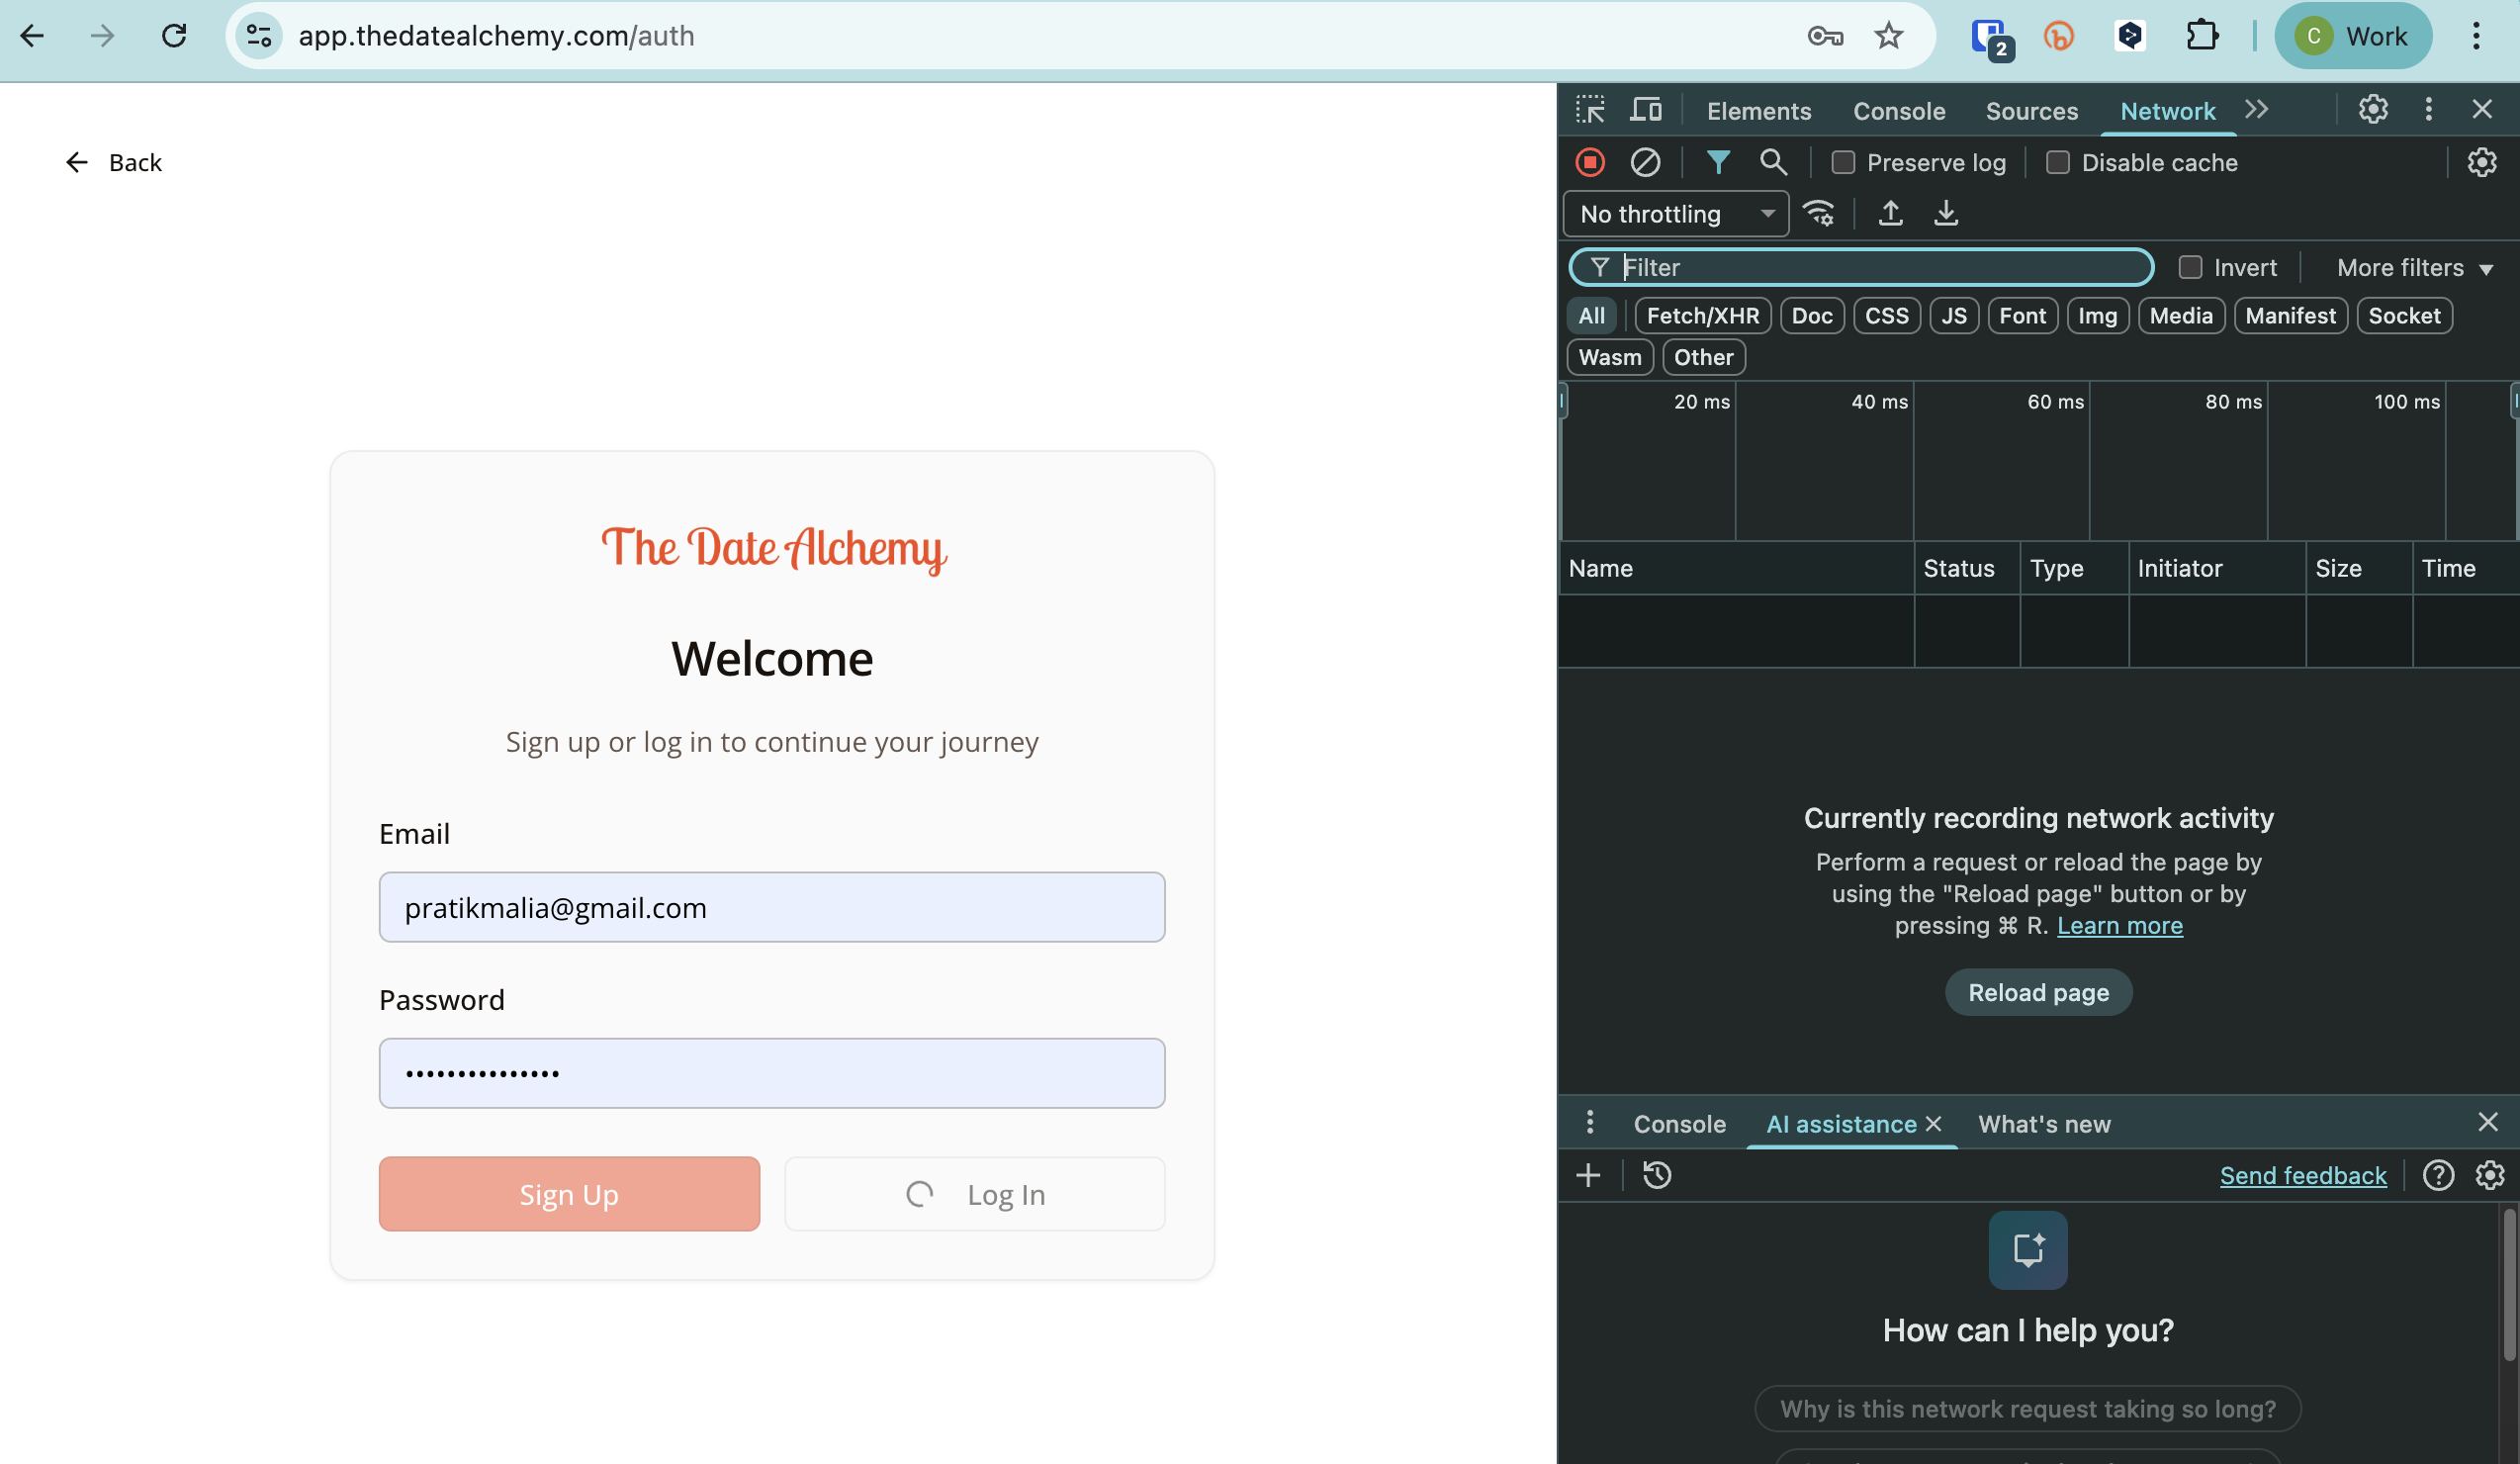 app.thedatealchemy.com/auth
2
C
Work
Back
The Date Alchemy
Welcome
Sign up or log in to continue your journey
Email
pratikmalia@gmail.com
Password
•••••••••••••••
Sign Up
Log In
Elements
Console
Sources
Network
Preserve log
Disable cache
No throttling
Filter
Invert
More filters
All
Fetch/XHR
Doc
CSS
JS
Font
Img
Media
Manifest
Socket
Wasm
Other
20 ms
40 ms
60 ms
80 ms
100 ms
Name
Status
Type
Initiator
Size
Time
Currently recording network activity
Perform a request or reload the page by
using the "Reload page" button or by
pressing ⌘ R. Learn more
Reload page
Console
AI assistance
What's new
Send feedback
How can I help you?
Why is this network request taking so long?